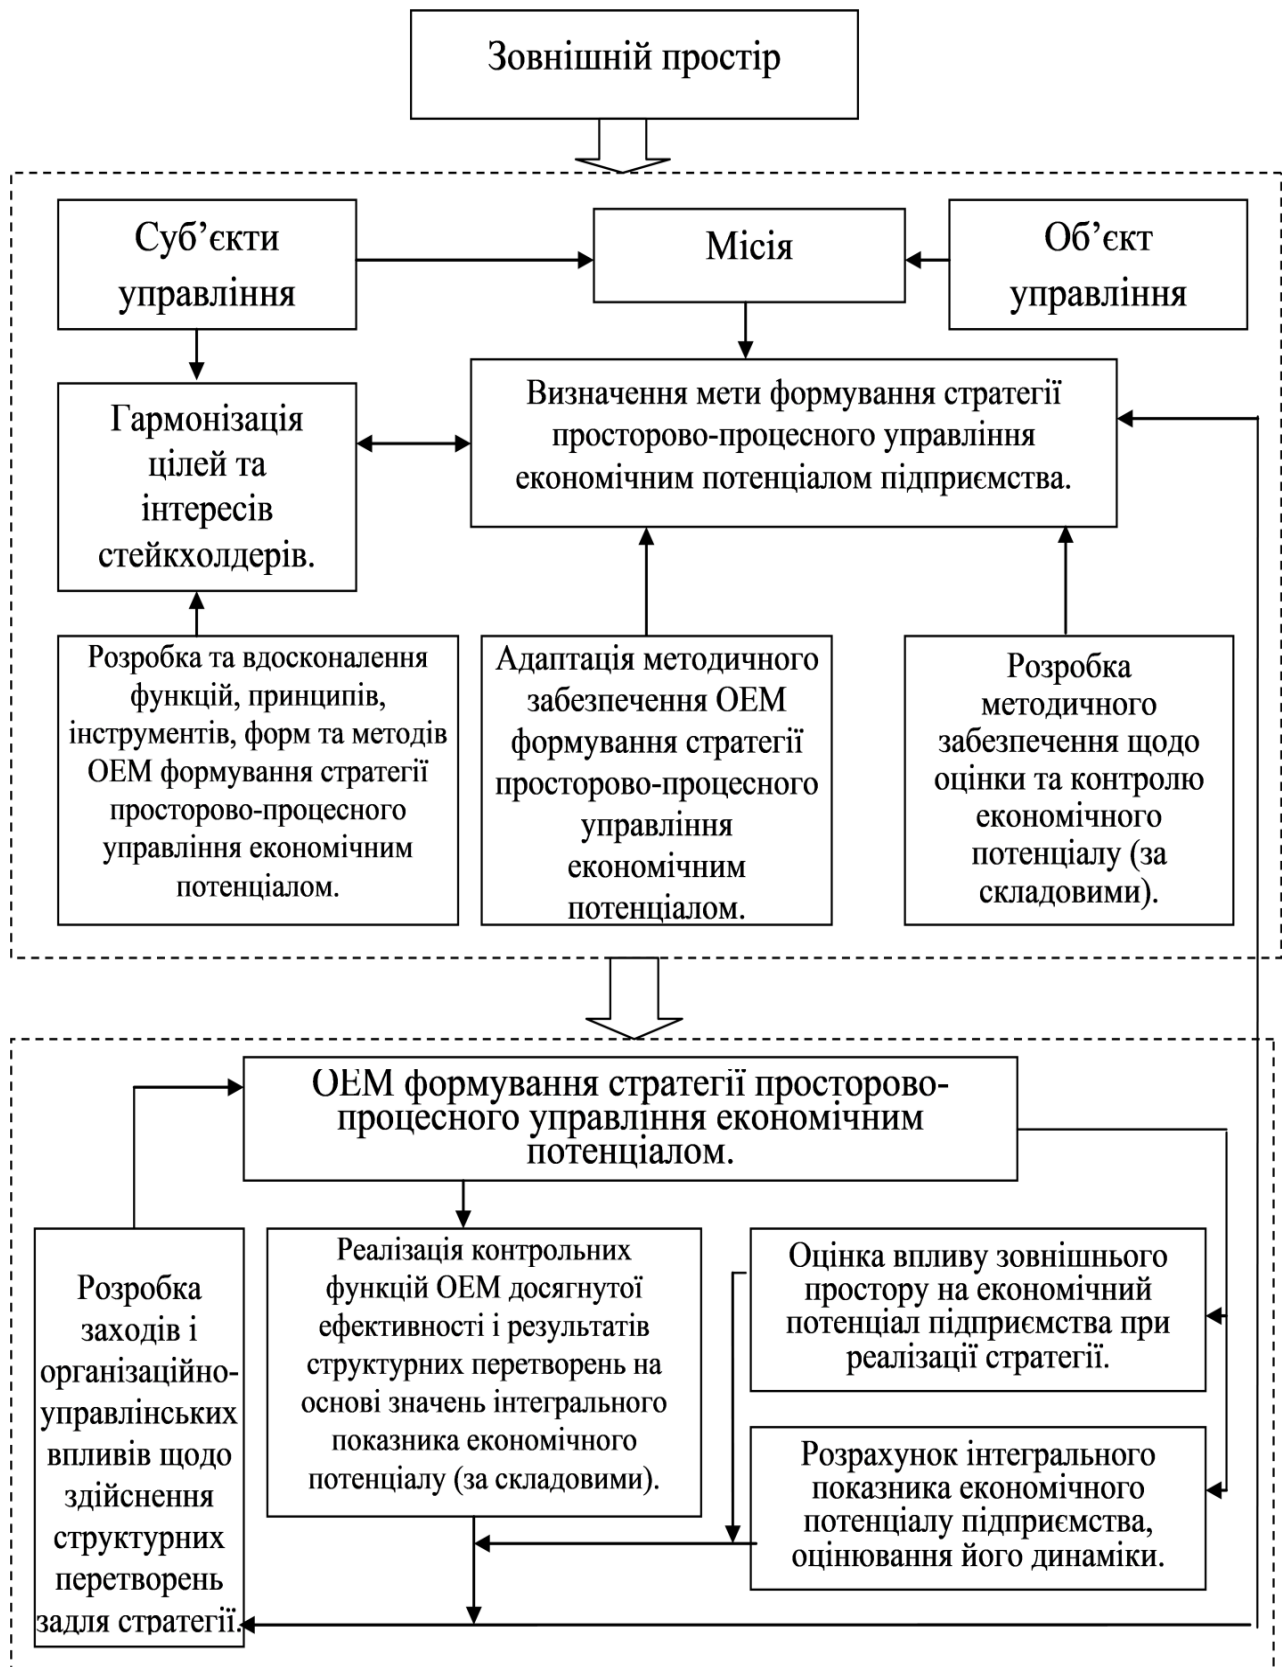 Зовнішній простір
Суб’єкти
управління
Місія
Об’єкт
управління
Гармонізація
цілей та
інтересів
стейкхолдерів.
Визначення мети формування стратегії
просторово-процесного управління
економічним потенціалом підприємства.
Розробка та вдосконалення
функцій, принципів,
інструментів, форм та методів
ОЕМ формування стратегії
просторово-процесного
управління економічним
потенціалом.
Адаптація методичного
забезпечення ОЕМ
формування стратегії
просторово-процесного
управління
економічним
потенціалом.
Розробка
методичного
забезпечення щодо
оцінки та контролю
економічного
потенціалу (за
складовими).
ОЕМ формування стратегії просторово-
процесного управління економічним
потенціалом.
Розробка
заходів і
організаційно-
управлінських
впливів щодо
здійснення
структурних
перетворень
задля стратегії.
Реалізація контрольних
функцій ОЕМ досягнутої
ефективності і результатів
структурних перетворень на
основі значень інтегрального
показника економічного
потенціалу (за складовими).
Оцінка впливу зовнішнього
простору на економічний
потенціал підприємства при
реалізації стратегії.
Розрахунок інтегрального
показника економічного
потенціалу підприємства,
оцінювання його динаміки.